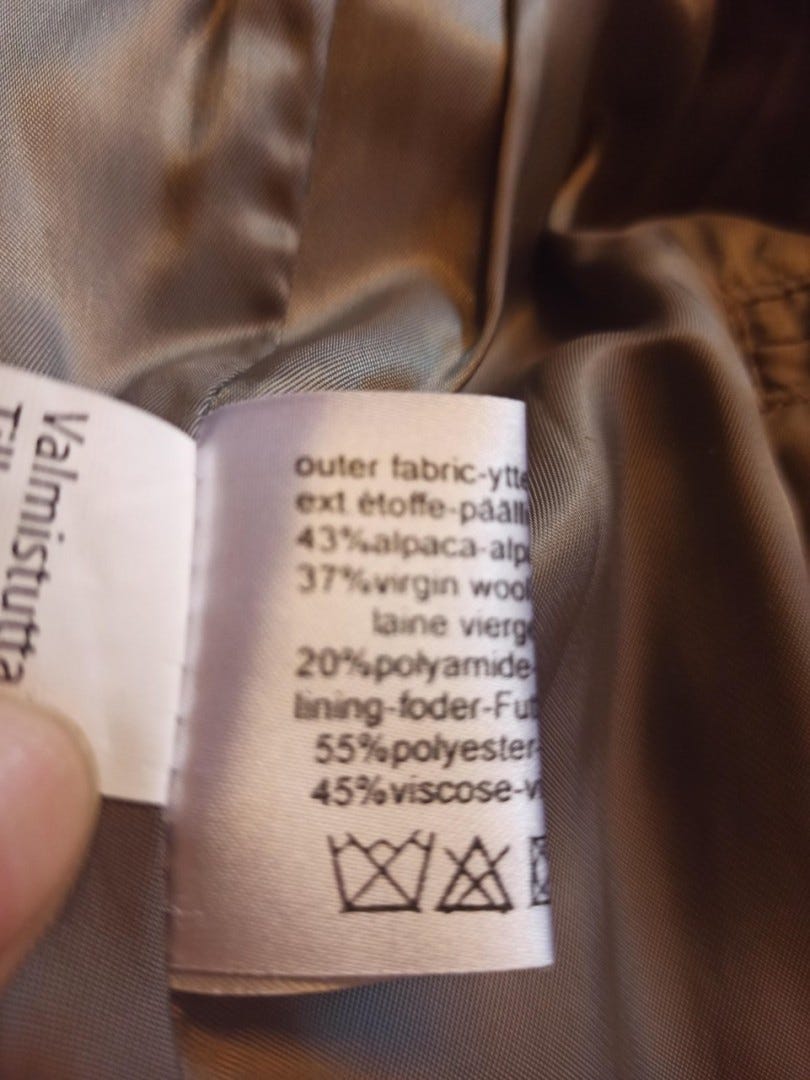 outer fabric-ytte
ext étoffe-pääll
43%alpaca-alp
37%virgin wool
laine vierge
20%polyamide-
lining-foder-Fut
55%polyester-
45%viscose-v
Valmistutta